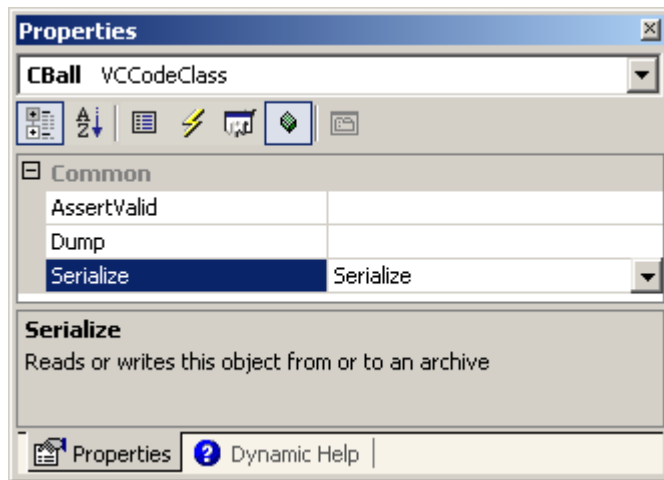 Properties
CBall VCCodeClass
Common
AssertValid
Dump
Serialize Serialize
Serialize
Reads or writes this object from or to an archive
Properties Dynamic Help